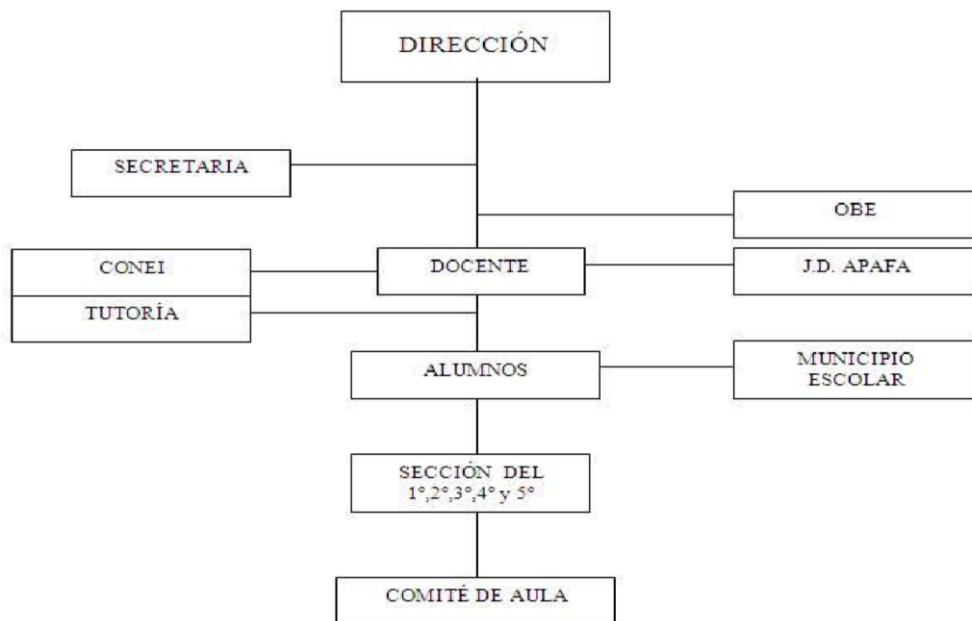 DIRECCIÓN
SECRETARIA
OBE
CONEI
DOCENTE
J.D. APAFA
TUTORÍA
ALUMNOS
MUNICIPIO
ESCOLAR
SECCIÓN DEL
1°,2°,3°,4° y 5°
COMITÉ DE AULA